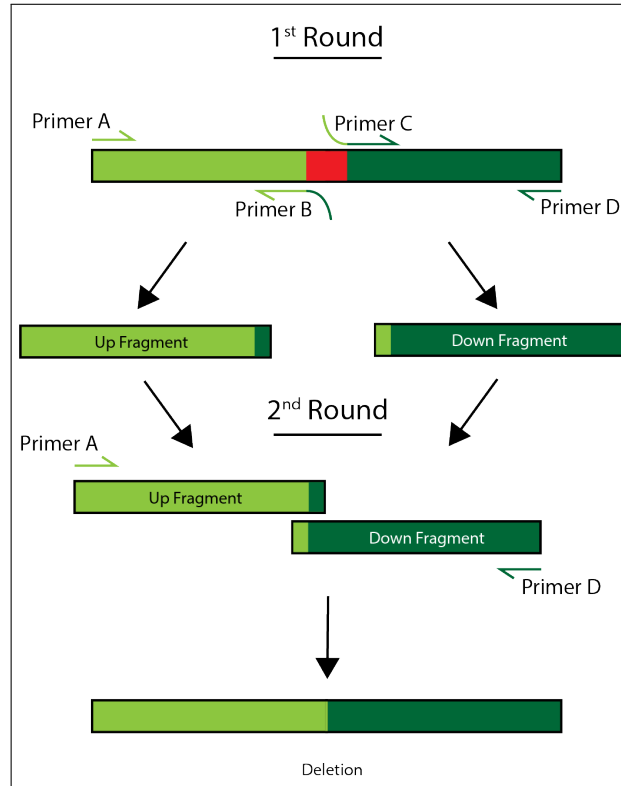 1st Round
Primer A
Primer C
Primer B
Primer D
Up Fragment
Down Fragment
2nd Round
Primer A
Up Fragment
Down Fragment
Primer D
Deletion